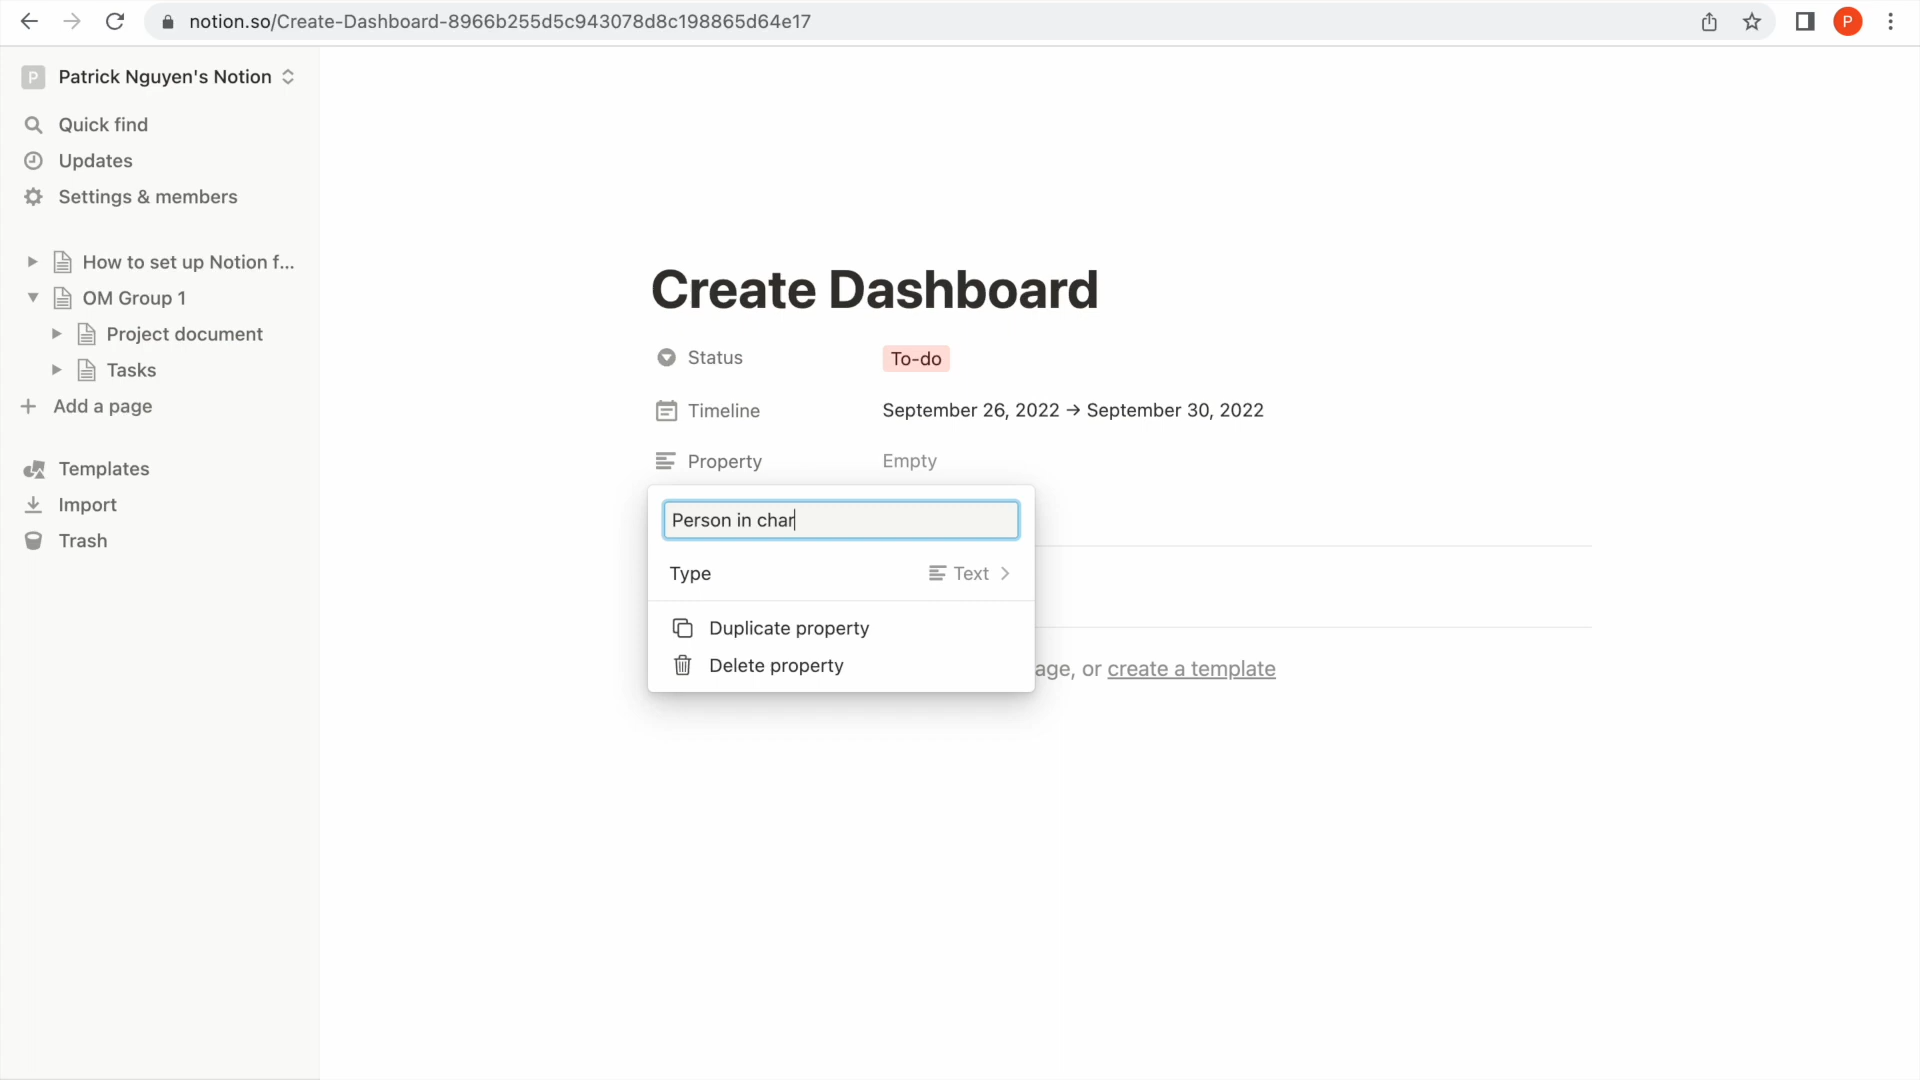 notion.so/Create-Dashboard-8966b255d5c943078d8c198865d64e17
P
P Patrick Nguyen's Notion
Quick find
Updates
Settings & members
How to set up Notion f...
OM Group 1
Project document
Tasks
Add a page
Templates
Import
Trash
Create Dashboard
Status To-do
Timeline September 26, 2022 → September 30, 2022
Property Empty
Person in char
Type Text
Duplicate property
Delete property
age, or create a template